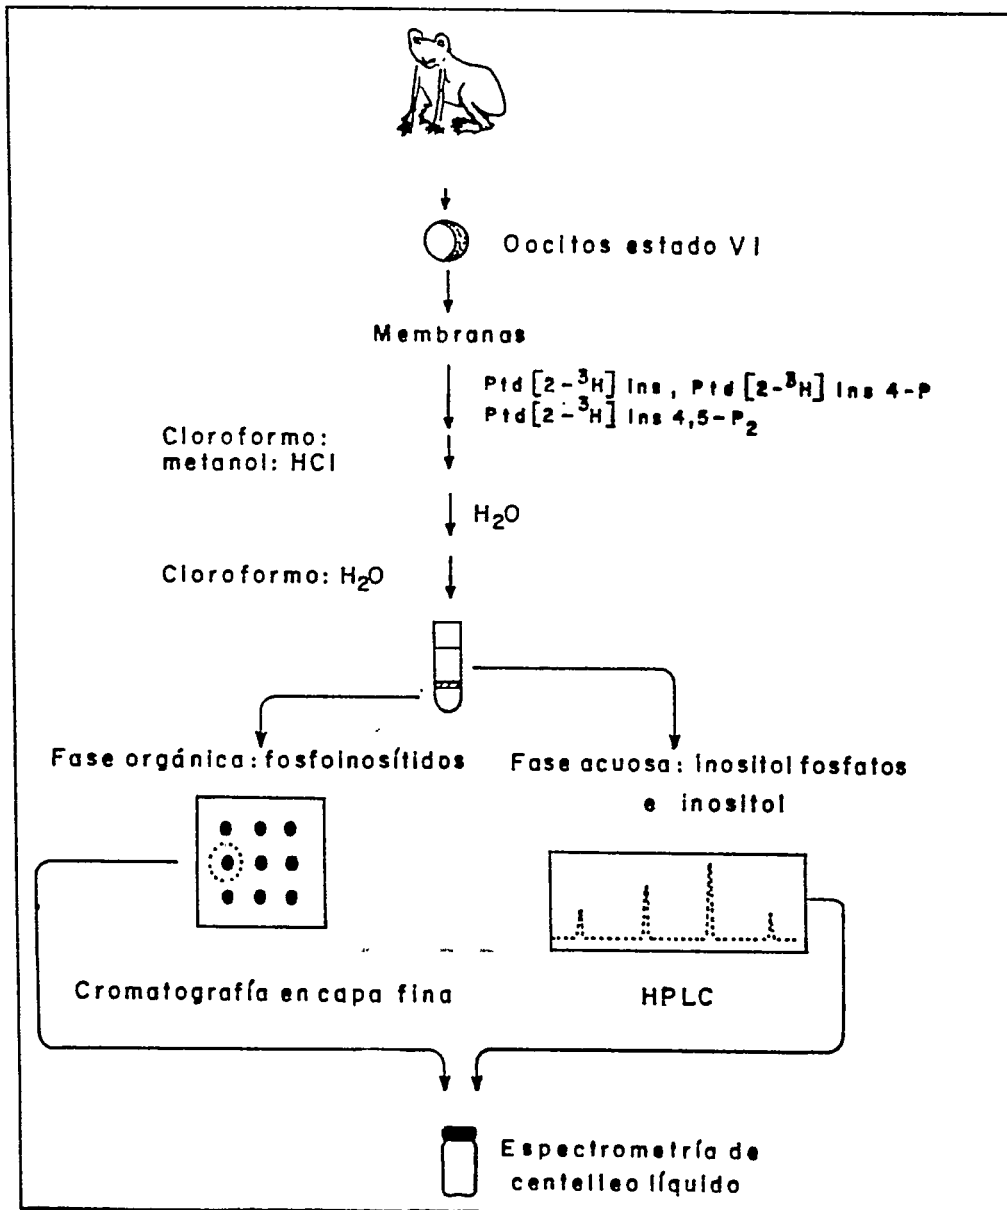 Oocitos estado VI
Membranas
Ptd [2-³H] Ins, Ptd [2-³H] Ins 4-P
Ptd [2-³H] Ins 4,5-P₂
Cloroformo:
metanol: HCl
H₂O
Cloroformo: H₂O
Fase orgánica: fosfoinosítidos
Fase acuosa: inositol fosfatos
e inositol
Cromatografía en capa fina
HPLC
Espectrometría de
centelleo líquido